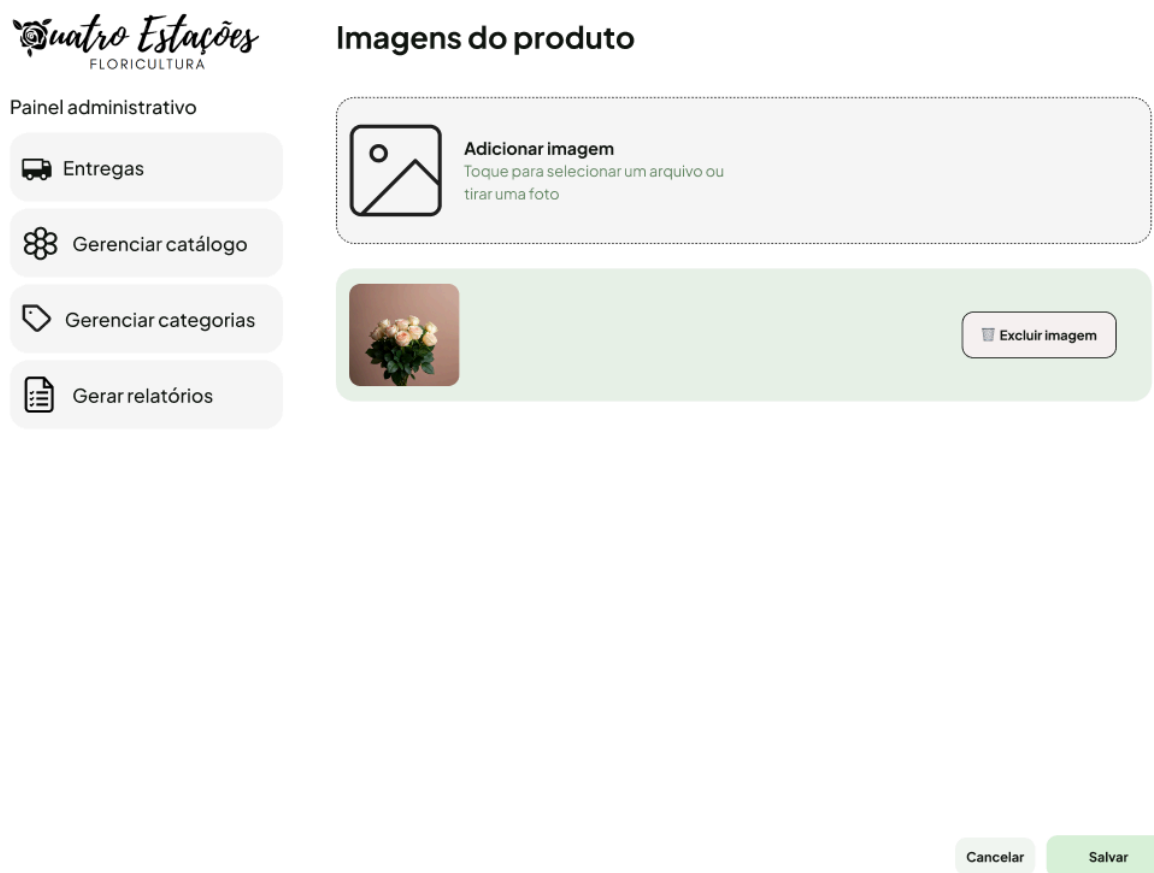 Quatro Estações
FLORICULTURA
Painel administrativo
Entregas
Gerenciar catálogo
Gerenciar categorias
Gerar relatórios
Imagens do produto
Adicionar imagem
Toque para selecionar um arquivo ou
tirar uma foto
Excluir imagem
Cancelar
Salvar